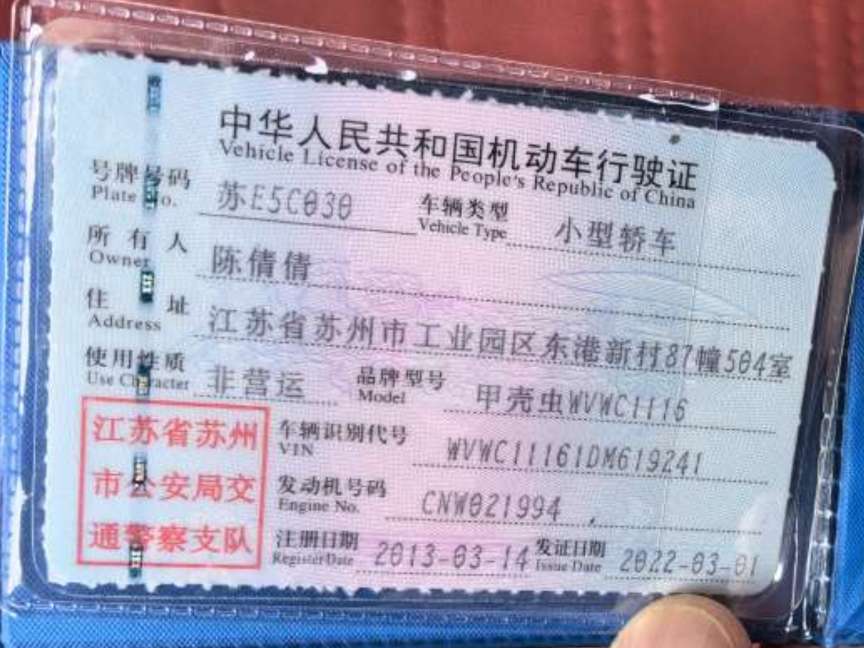 中华人民共和国机动车行驶证
Vehicle License of the People's Republic of China
号牌号码 苏E5C030 车辆类型 小型轿车
Plate No. Vehicle Type
所有人 陈倩倩
Owner
住址 江苏省苏州市工业园区东港新村87幢504室
Address
使用性质 非营运 品牌型号 甲壳虫WVWC1116
Use Character Model
江苏省苏州
市公安局交
通警察支队
车辆识别代号 WVWC11161DM619241
VIN
发动机号码 CNW021994
Engine No.
注册日期 2013-03-14 发证日期 2022-03-01
Register Date Issue Date